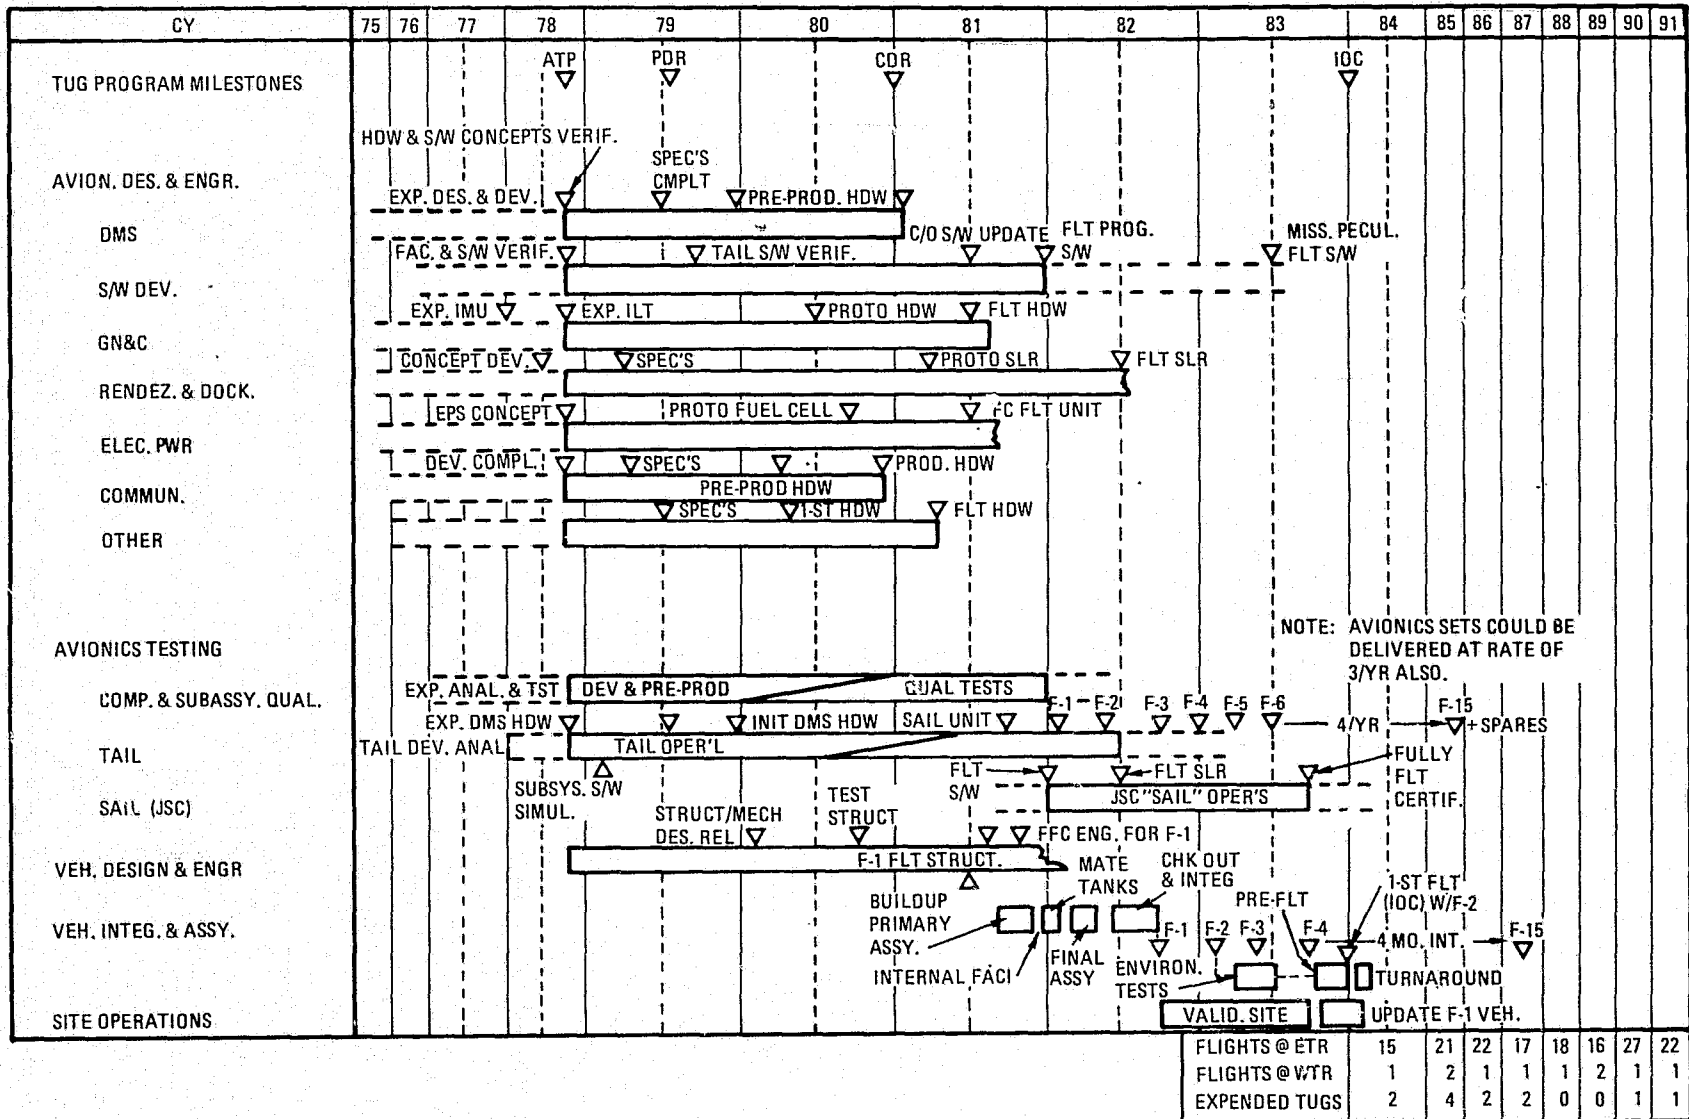 CY 75 76 77 78 79 80 81 82 83 84 85 86 87 88 89 90 91
TUG PROGRAM MILESTONES
ATP PDR CDR IOC
HDW & S/W CONCEPTS VERIF.
AVION. DES. & ENGR.
SPEC'S
CMPLT
EXP. DES. & DEV. PRE-PROD. HDW
DMS
C/O S/W UPDATE
FLT PROG.
S/W
MISS. PECUL.
FLT S/W
FAC. & S/W VERIF. TAIL S/W VERIF.
S/W DEV.
EXP. IMU EXP. ILT PROTO HDW FLT HDW
GN&C
CONCEPT DEV. SPEC'S PROTO SLR FLT SLR
RENDEZ. & DOCK.
EPS CONCEPT PROTO FUEL CELL FC FLT UNIT
ELEC. PWR
DEV. COMPL. SPEC'S PROD. HDW
COMMUN.
PRE-PROD HDW
SPEC'S 1-ST HDW FLT HDW
OTHER
AVIONICS TESTING
NOTE: AVIONICS SETS COULD BE
DELIVERED AT RATE OF
3/YR ALSO.
COMP. & SUBASSY. QUAL.
EXP. ANAL. & TST DEV & PRE-PROD QUAL TESTS
F-1 F-2 F-3 F-4 F-5 F-6 4/YR F-15 + SPARES
EXP. DMS HDW INIT DMS HDW SAIL UNIT
TAIL
TAIL DEV. ANAL TAIL OPER'L
SUBSYS. S/W
SIMUL.
FLT
S/W
FLT SLR
FULLY
FLT
CERTIF.
SAIL (JSC)
JSC "SAIL" OPER'S
STRUCT/MECH
DES. REL
TEST
STRUCT
FFC ENG. FOR F-1
VEH. DESIGN & ENGR
F-1 FLT STRUCT.
MATE
TANKS
CHK OUT
& INTEG
PRE-FLT
1-ST FLT
(IOC) W/F-2
BUILDUP
PRIMARY
ASSY.
VEH. INTEG. & ASSY.
F-1 F-2 F-3 F-4 4 MO. INT. F-15
INTERNAL FACI
FINAL
ASSY
ENVIRON.
TESTS
TURNAROUND
SITE OPERATIONS
VALID. SITE UPDATE F-1 VEH.
FLIGHTS @ ETR 15 21 22 17 18 16 27 22
FLIGHTS @ WTR 1 2 1 1 1 2 1 1
EXPENDED TUGS 2 4 2 2 0 0 1 1